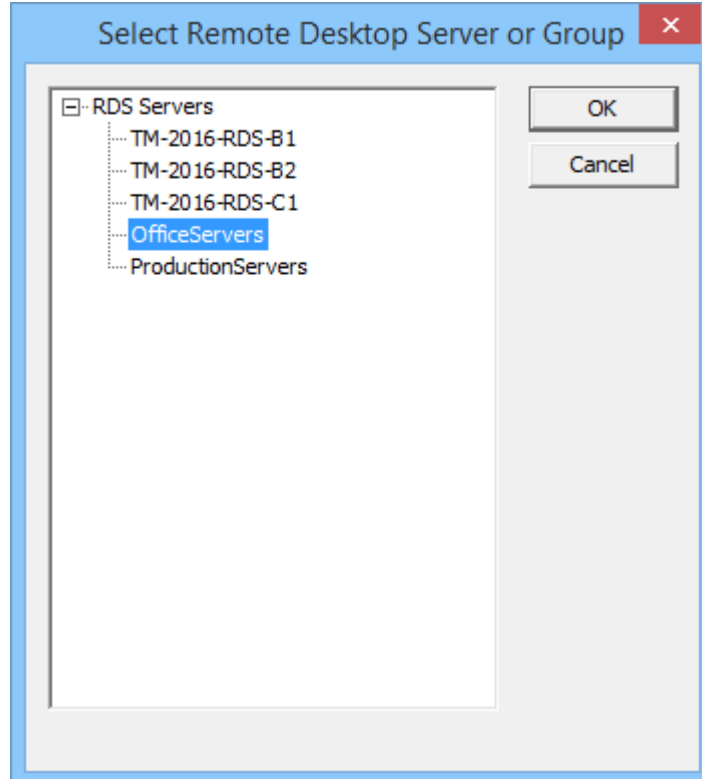 Select Remote Desktop Server or Group
RDS Servers
TM-2016-RDS-B1
TM-2016-RDS-B2
TM-2016-RDS-C1
OfficeServers
ProductionServers
OK
Cancel